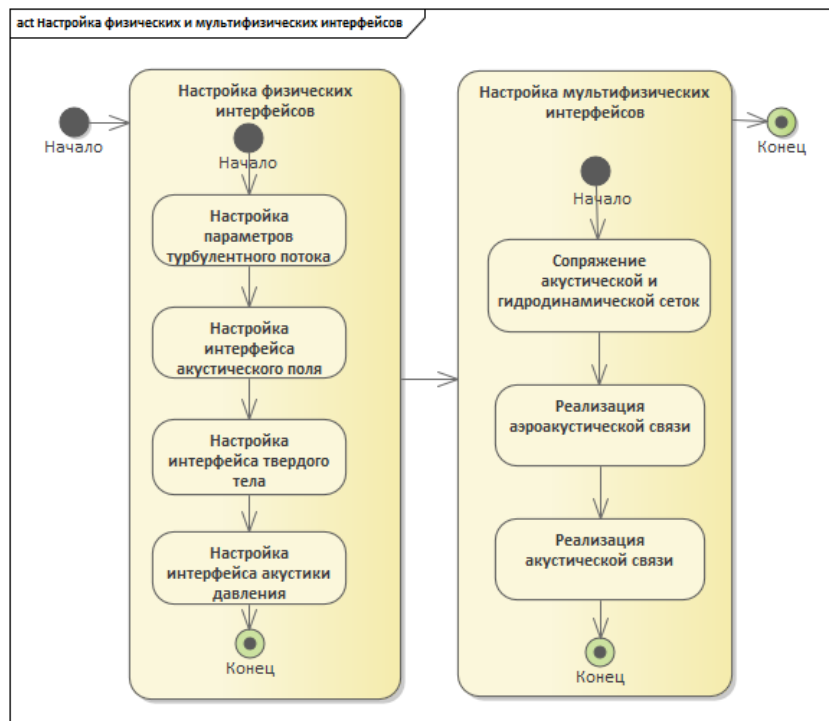 act Настройка физических и мультифизических интерфейсов
Начало
Настройка физических
интерфейсов
Начало
Настройка
параметров
турбулентного потока
Настройка
интерфейса
акустического поля
Настройка
интерфейса твердого
тела
Настройка
интерфейса акустики
давления
Конец
Настройка мультифизических
интерфейсов
Начало
Сопряжение
акустической и
гидродинамической сеток
Реализация
аэроакустической связи
Реализация
акустической связи
Конец
Конец